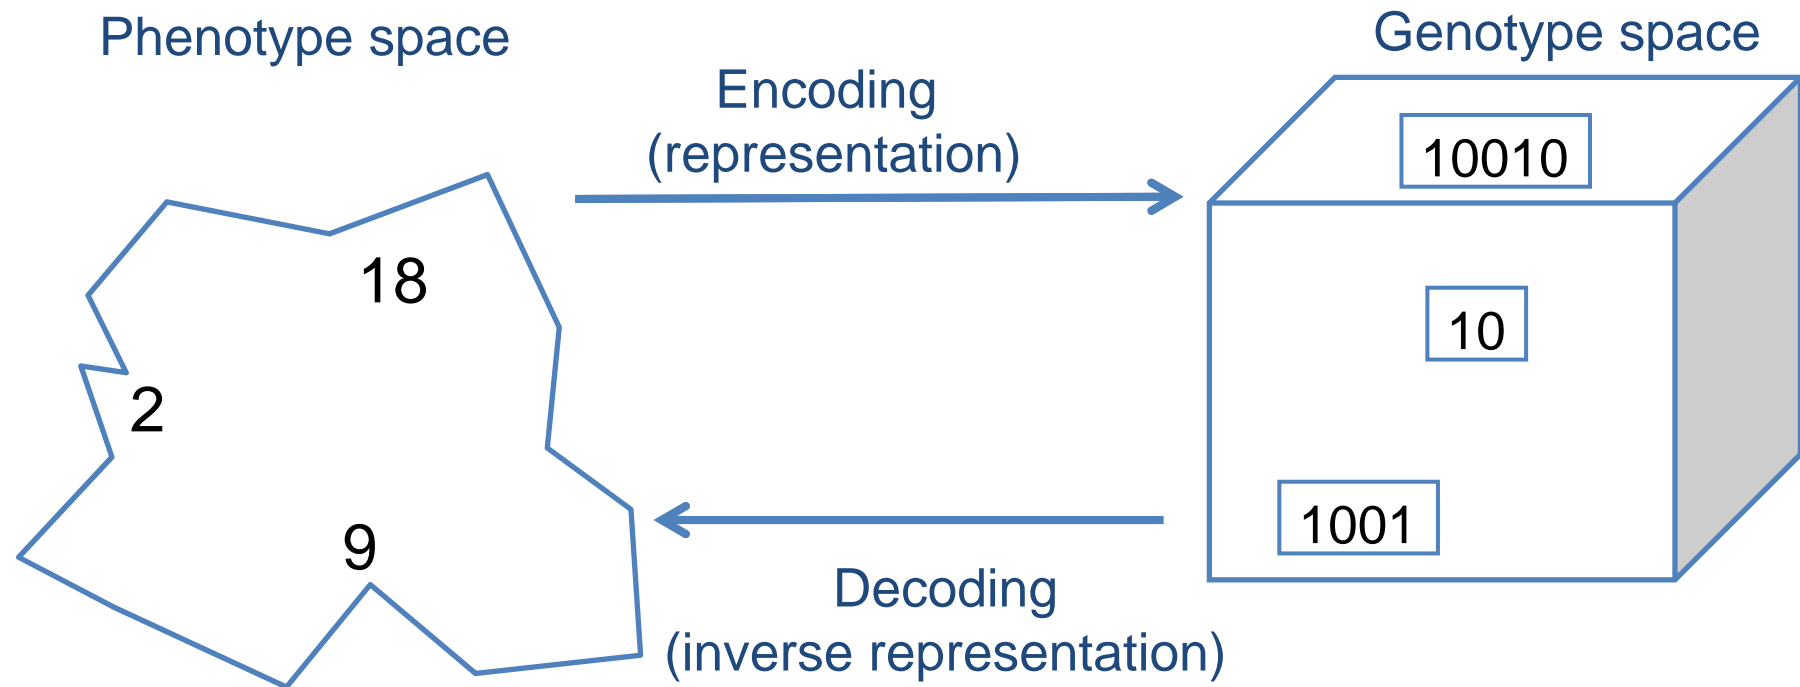 Phenotype space
Genotype space
Encoding
(representation)
10010
18
10
2
1001
9
Decoding
(inverse representation)